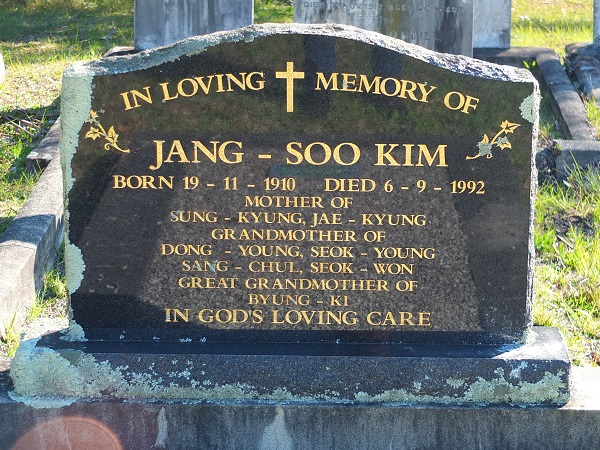 IN LOVING MEMORY OF
JANG - SOO KIM
BORN 19 - 11 - 1910 DIED 6 - 9 - 1992
MOTHER OF
SUNG - KYUNG, JAE - KYUNG
GRANDMOTHER OF
DONG - YOUNG, SEOK - YOUNG
SANG - CHUL, SEOK - WON
GREAT GRANDMOTHER OF
BYUNG - KI
IN GOD'S LOVING CARE